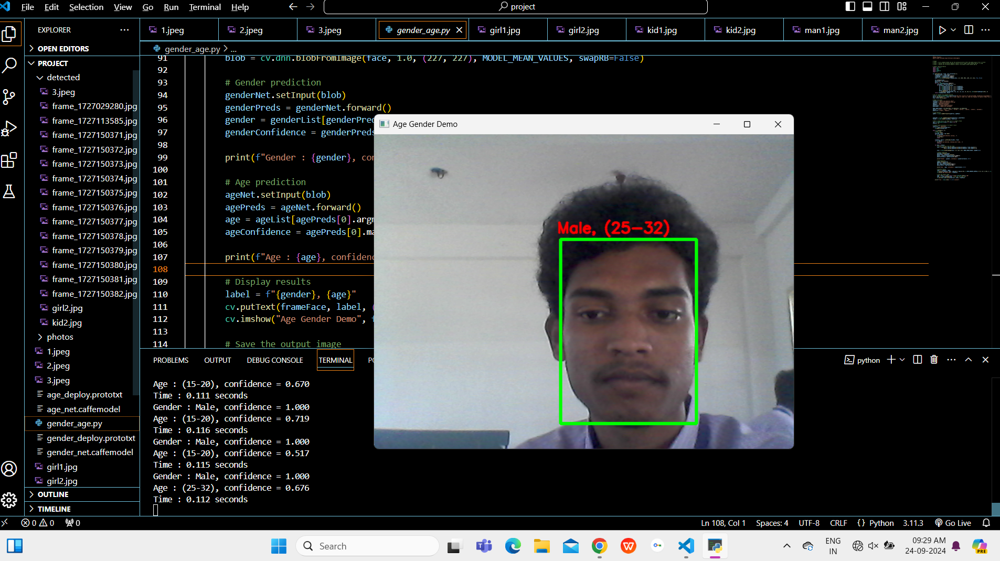 File Edit Selection View Go Run Terminal Help
project
EXPLORER
1.jpeg
2.jpeg
3.jpeg
gender_age.py
girl1.jpg
girl2.jpg
kid1.jpg
kid2.jpg
man1.jpg
man2.jpg
OPEN EDITORS
PROJECT
detected
3.jpeg
frame_1727029280.jpg
frame_1727113585.jpg
frame_1727150371.jpg
frame_1727150372.jpg
frame_1727150373.jpg
frame_1727150374.jpg
frame_1727150375.jpg
frame_1727150376.jpg
frame_1727150377.jpg
frame_1727150378.jpg
frame_1727150379.jpg
frame_1727150380.jpg
frame_1727150381.jpg
frame_1727150382.jpg
girl2.jpg
kid2.jpg
photos
1.jpeg
2.jpeg
3.jpeg
age_deploy.prototxt
age_net.caffemodel
gender_age.py
gender_deploy.prototxt
gender_net.caffemodel
girl1.jpg
girl2.jpg
OUTLINE
TIMELINE
gender_age.py > ...
91 blob = cv.dnn.blobFromImage(face, 1.0, (227, 227), MODEL_MEAN_VALUES, swapRB=False)
92
93 # Gender prediction
94 genderNet.setInput(blob)
95 genderPreds = genderNet.forward()
96 gender = genderList[genderPred
97 genderConfidence = genderPreds
98
99 print(f"Gender : {gender}, con
100
101 # Age prediction
102 ageNet.setInput(blob)
103 agePreds = ageNet.forward()
104 age = ageList[agePreds[0].argm
105 ageConfidence = agePreds[0].ma
106
107 print(f"Age : {age}, confidenc
108
109 # Display results
110 label = f"{gender}, {age}"
111 cv.putText(frameFace, label, (
112 cv.imshow("Age Gender Demo", f
113
114 # Save the output image
Age Gender Demo
Male, (25-32)
PROBLEMS OUTPUT DEBUG CONSOLE TERMINAL PO
python
Age : (15-20), confidence = 0.670
Time : 0.111 seconds
Gender : Male, confidence = 1.000
Age : (15-20), confidence = 0.719
Time : 0.116 seconds
Gender : Male, confidence = 1.000
Age : (15-20), confidence = 0.517
Time : 0.115 seconds
Gender : Male, confidence = 1.000
Age : (25-32), confidence = 0.676
Time : 0.112 seconds
0 0 0
Ln 108, Col 1 Spaces: 4 UTF-8 CRLF {} Python 3.11.3 Go Live
Search
ENG
IN
09:29 AM
24-09-2024
PRE